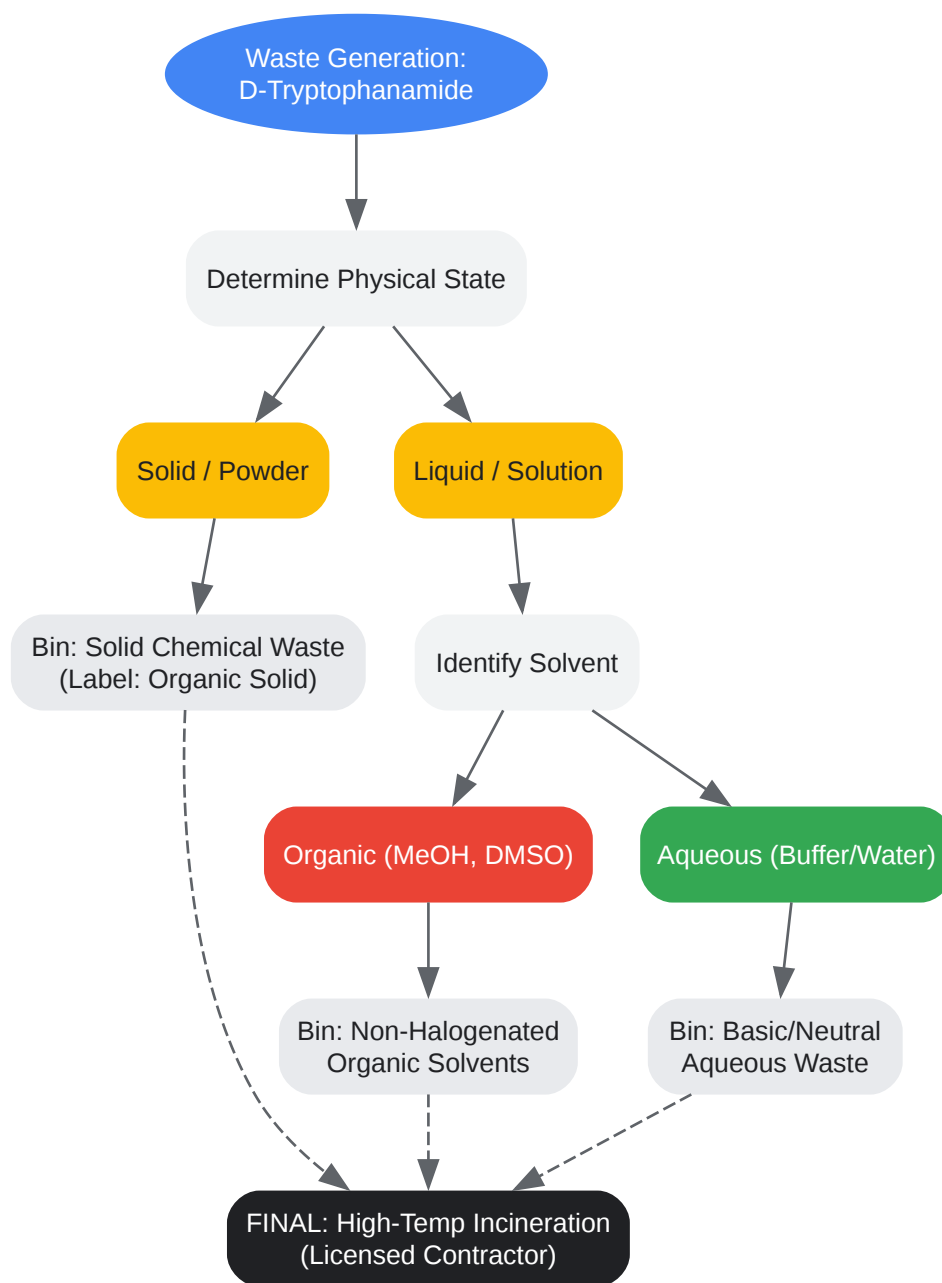 Waste Generation:
D-Tryptophanamide
Determine Physical State
Solid / Powder
Liquid / Solution
Bin: Solid Chemical Waste
(Label: Organic Solid)
Identify Solvent
Organic (MeOH, DMSO)
Aqueous (Buffer/Water)
Bin: Non-Halogenated
Organic Solvents
Bin: Basic/Neutral
Aqueous Waste
FINAL: High-Temp Incineration
(Licensed Contractor)